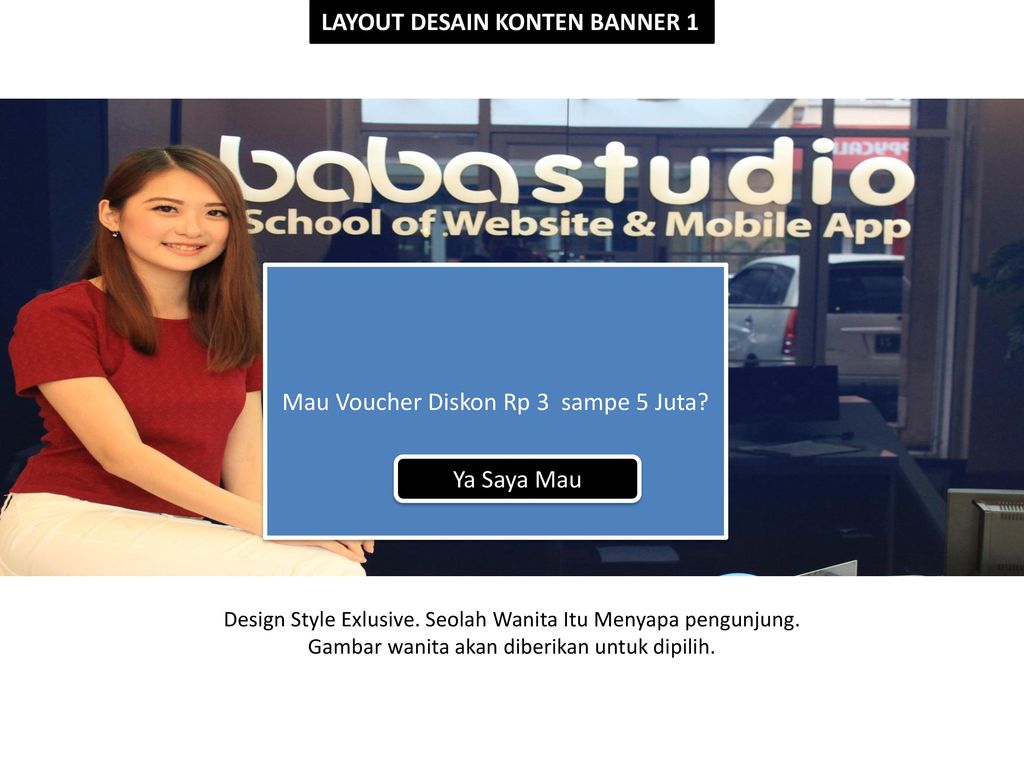 LAYOUT DESAIN KONTEN BANNER 1
babastudio
School of Website & Mobile App
Mau Voucher Diskon Rp 3  sampe 5 Juta?
Ya Saya Mau
Design Style Exlusive. Seolah Wanita Itu Menyapa pengunjung.
Gambar wanita akan diberikan untuk dipilih.